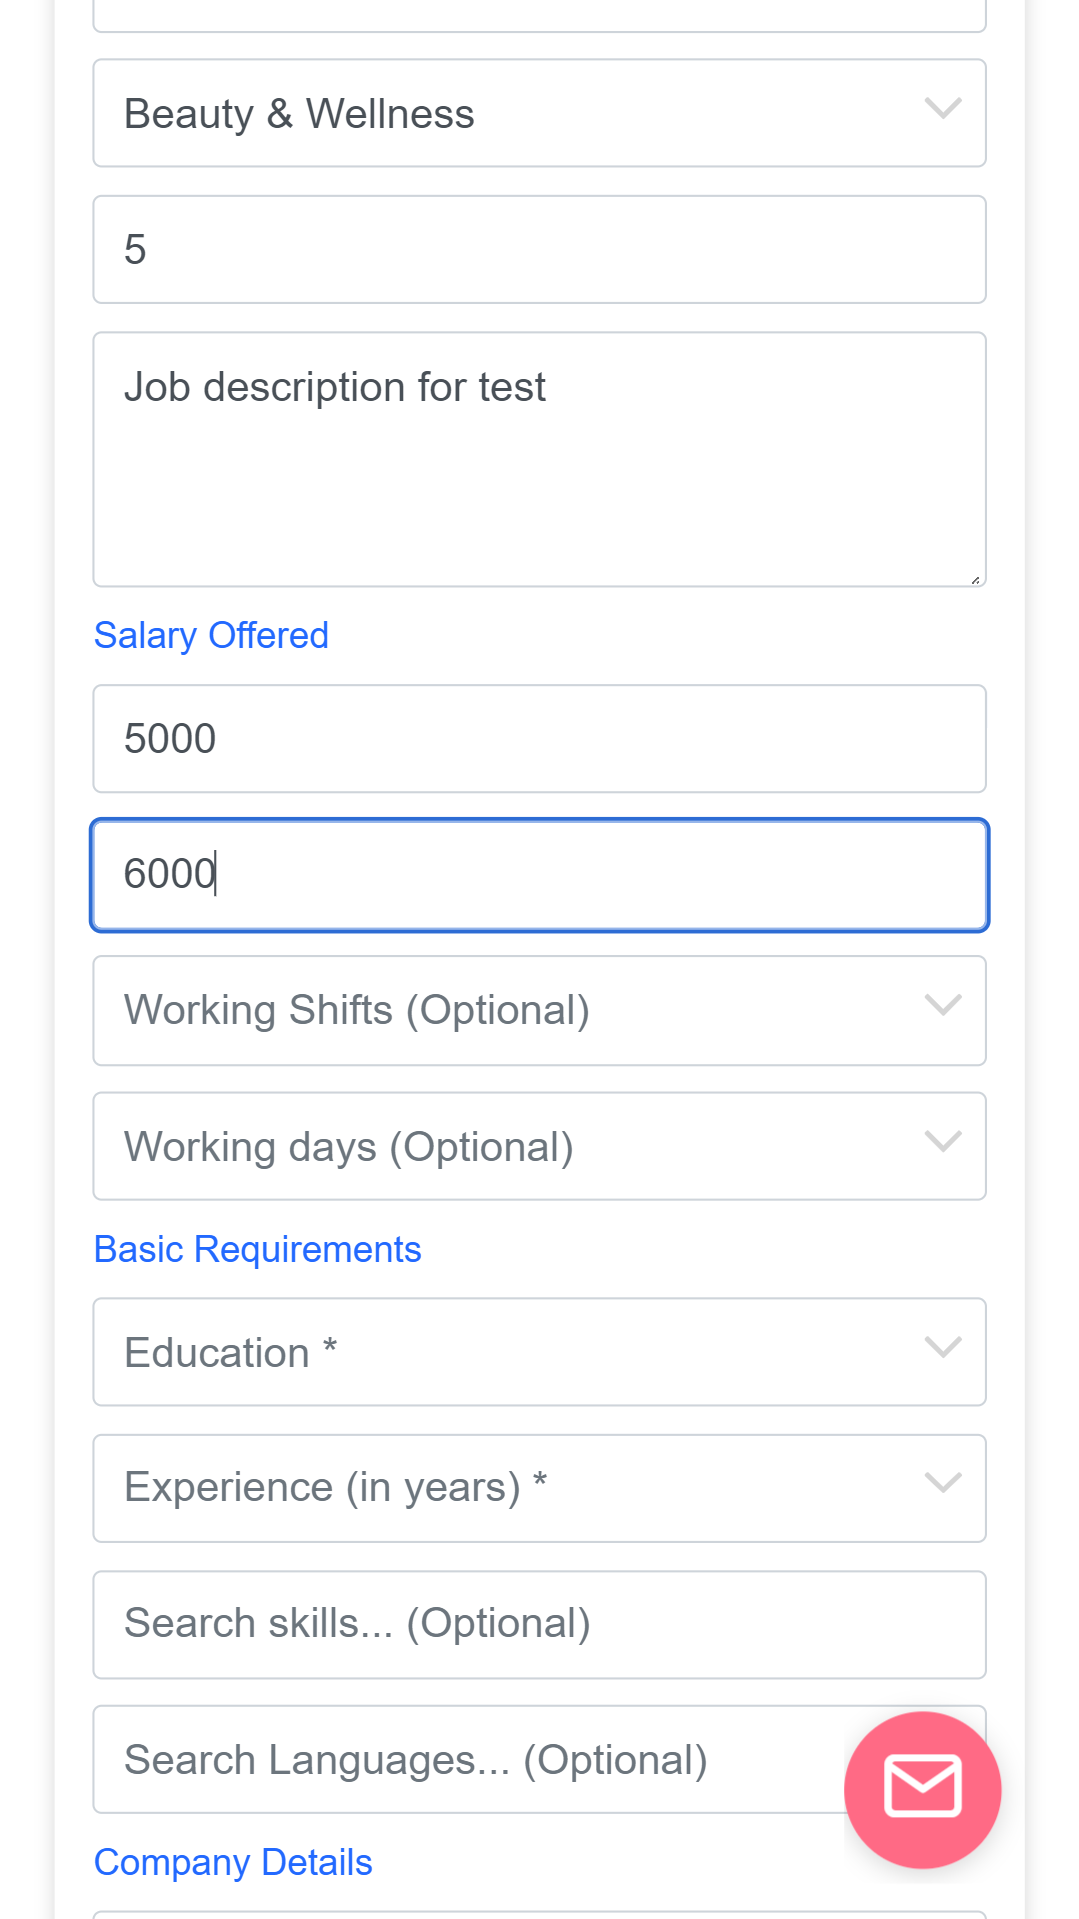 Beauty & Wellness
5
Job description for test
Salary Offered
5000
6000
Working Shifts (Optional)
Working days (Optional)
Basic Requirements
Education *
Experience (in years) *
Search skills... (Optional)
Search Languages... (Optional)
Company Details